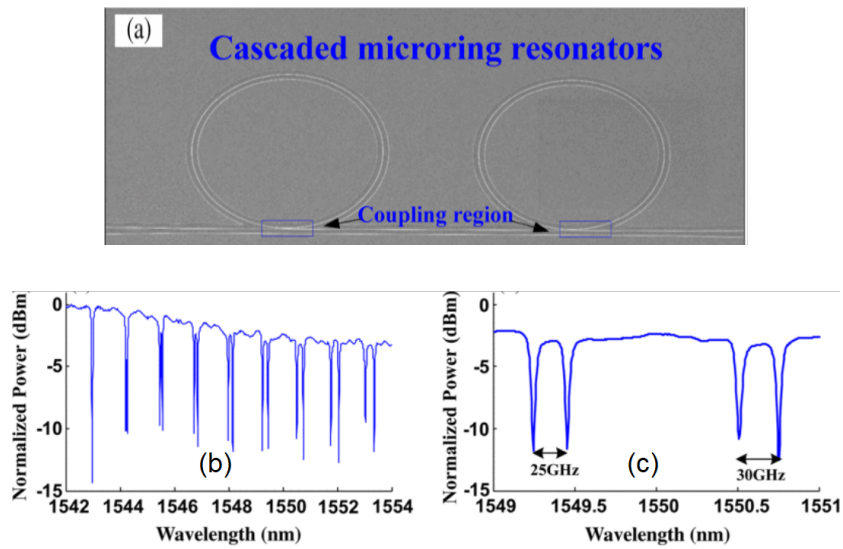 (a)
Cascaded microring resonators
Coupling region
Normalized Power (dBm)
0
-5
-10
-15
(b)
1542 1544 1546 1548 1550 1552 1554
Wavelength (nm)
Normalized Power (dBm)
0
-5
-10
-15
25GHz
(c)
30GHz
1549 1549.5 1550 1550.5 1551
Wavelength (nm)